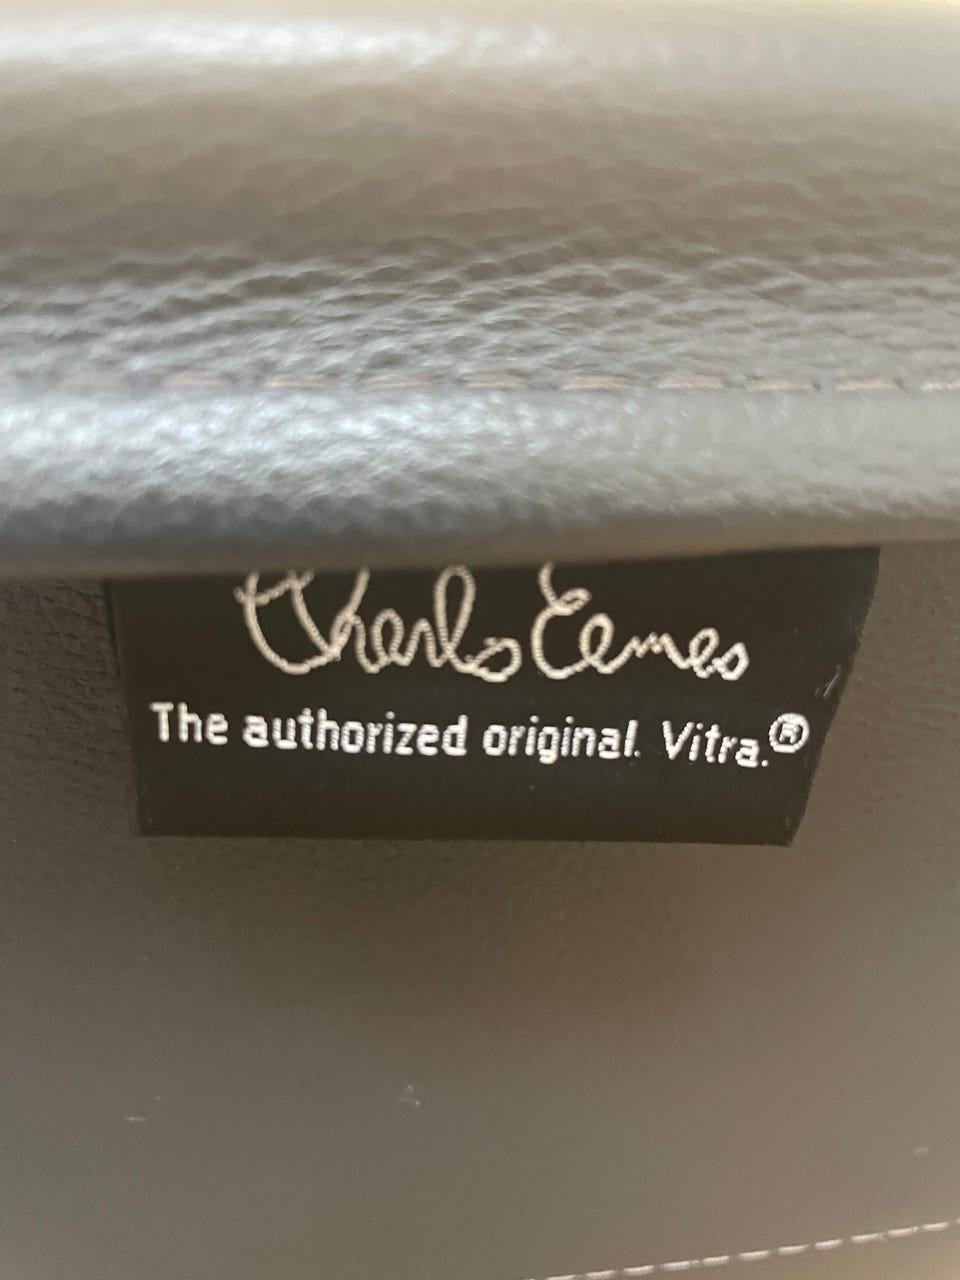 Charles Eames
The authorized original. Vitra.®